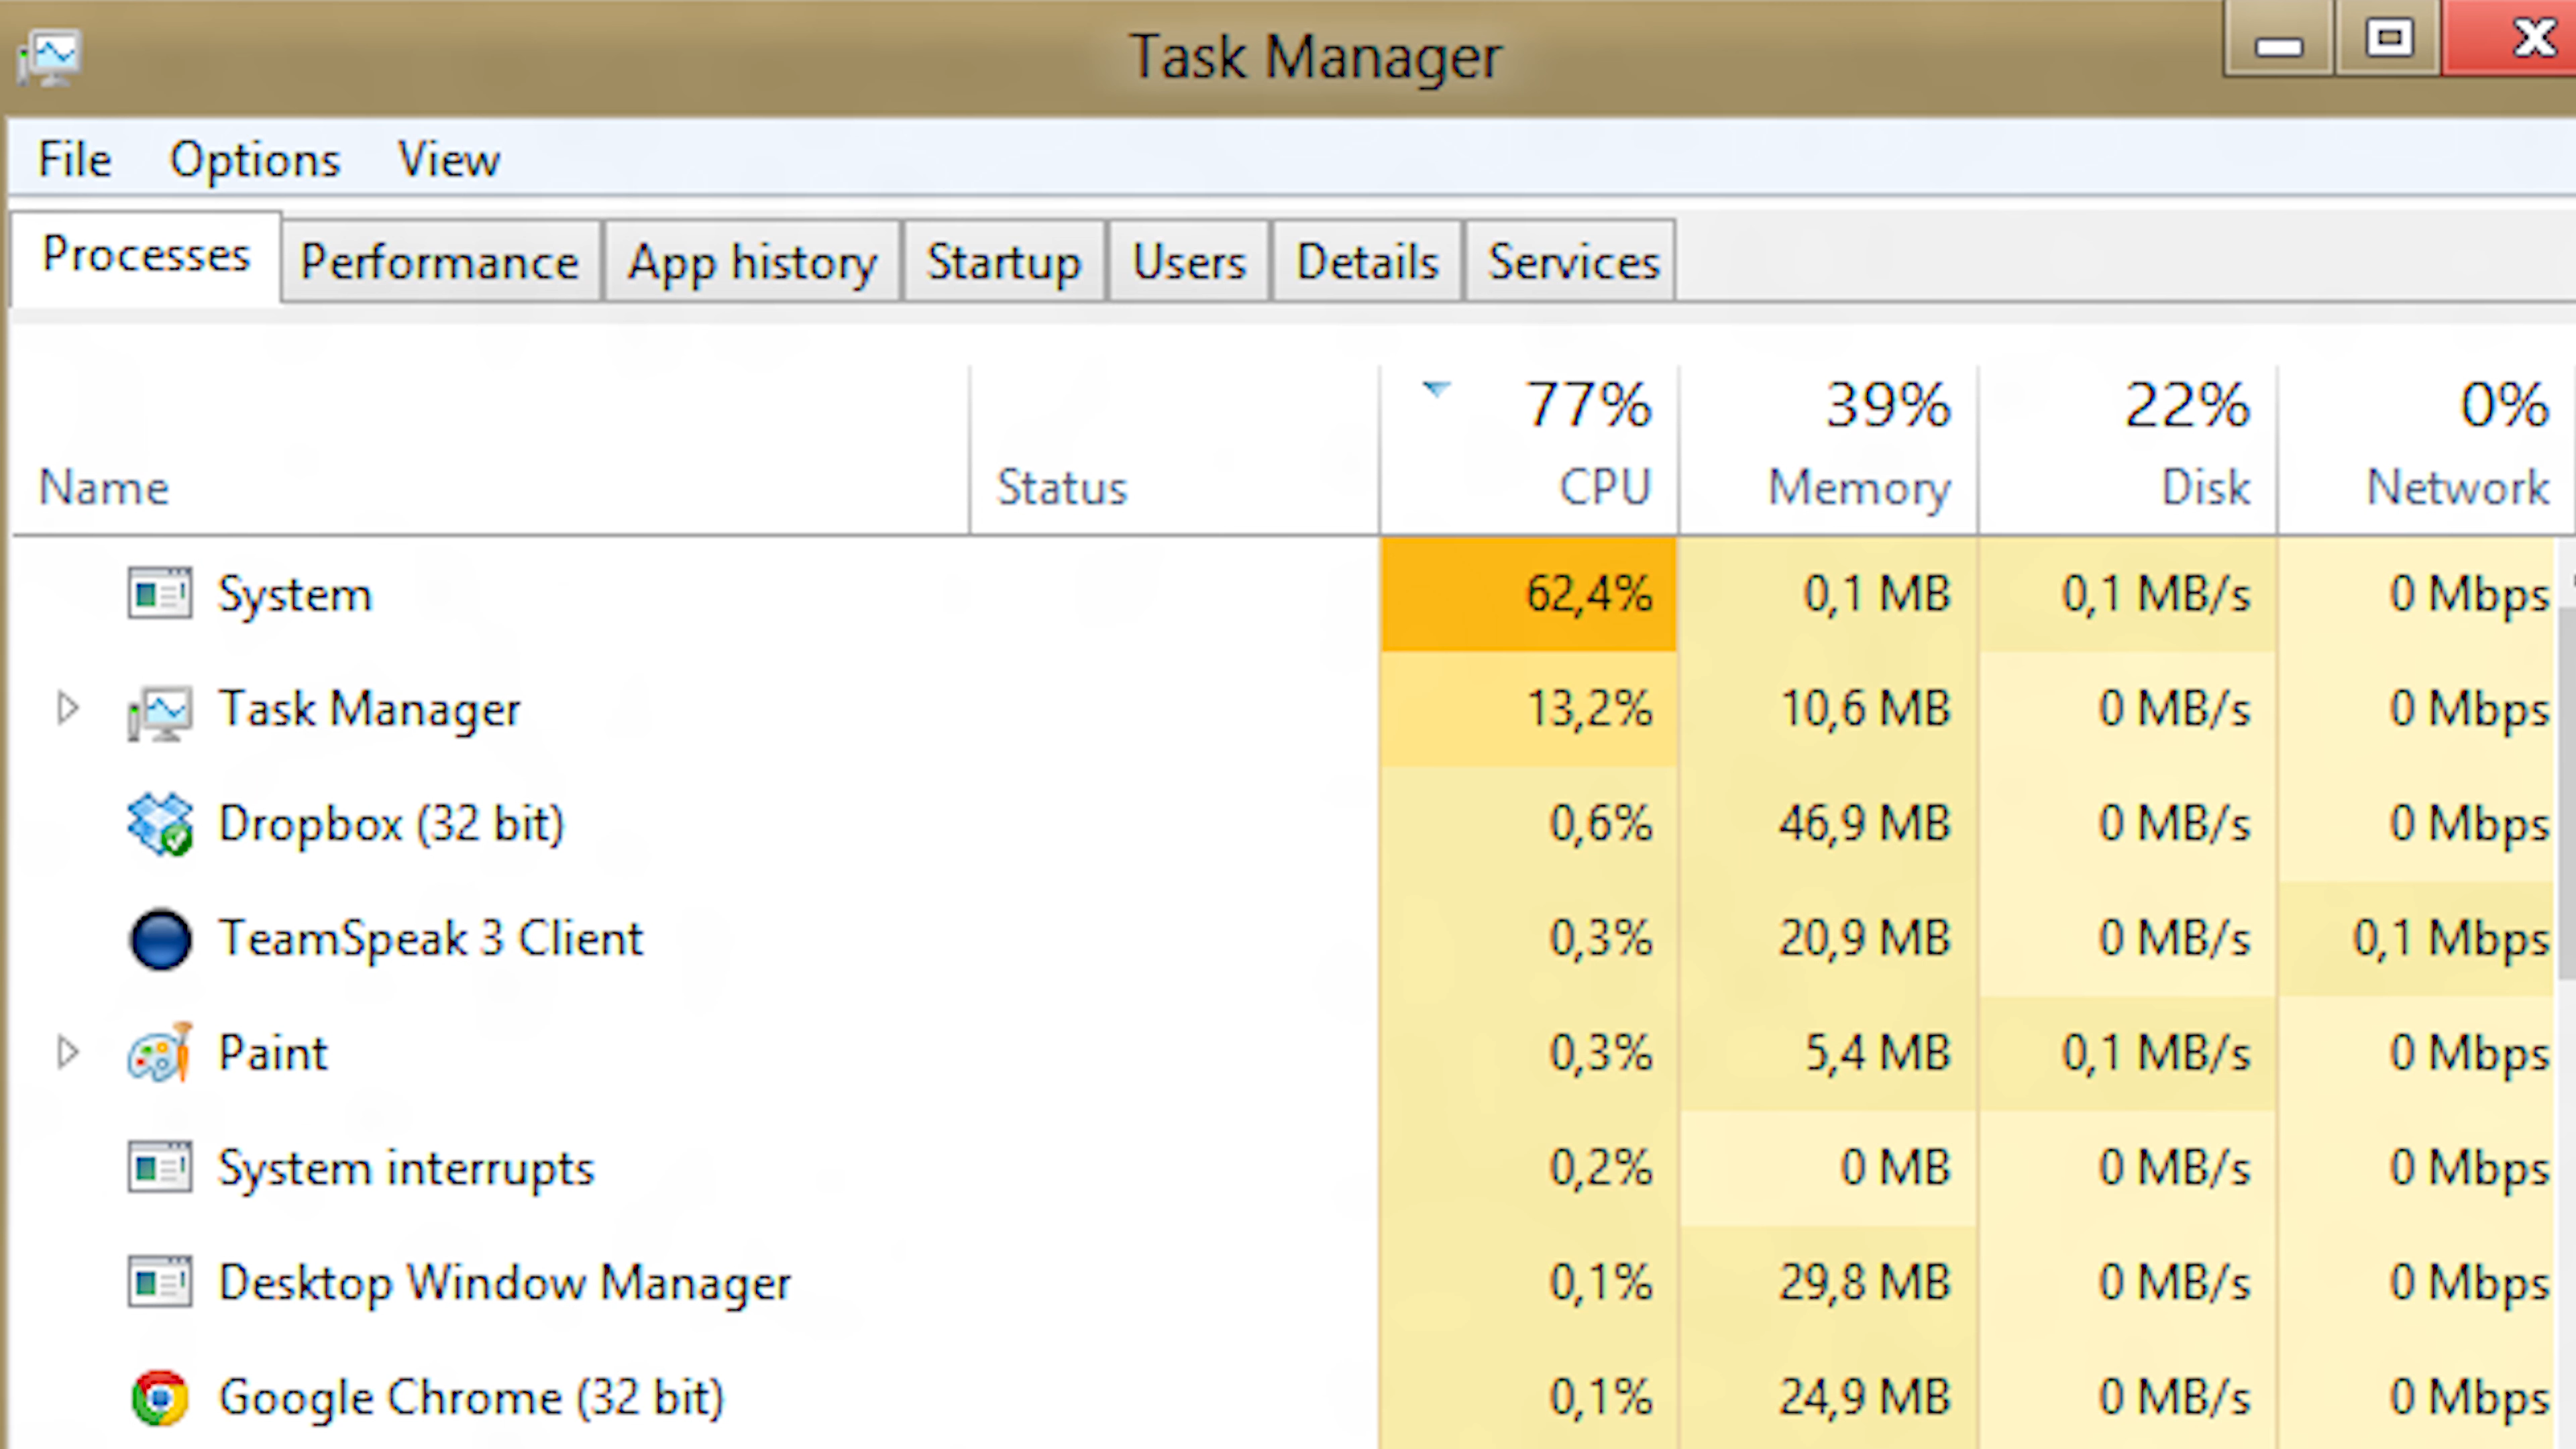 Task Manager
File Options View
Processes Performance App history Startup Users Details Services
77% 39% 22% 0%
Name Status CPU Memory Disk Network
System 62,4% 0,1 MB 0,1 MB/s 0 Mbps
Task Manager 13,2% 10,6 MB 0 MB/s 0 Mbps
Dropbox (32 bit) 0,6% 46,9 MB 0 MB/s 0 Mbps
TeamSpeak 3 Client 0,3% 20,9 MB 0 MB/s 0,1 Mbps
Paint 0,3% 5,4 MB 0,1 MB/s 0 Mbps
System interrupts 0,2% 0 MB 0 MB/s 0 Mbps
Desktop Window Manager 0,1% 29,8 MB 0 MB/s 0 Mbps
Google Chrome (32 bit) 0,1% 24,9 MB 0 MB/s 0 Mbps